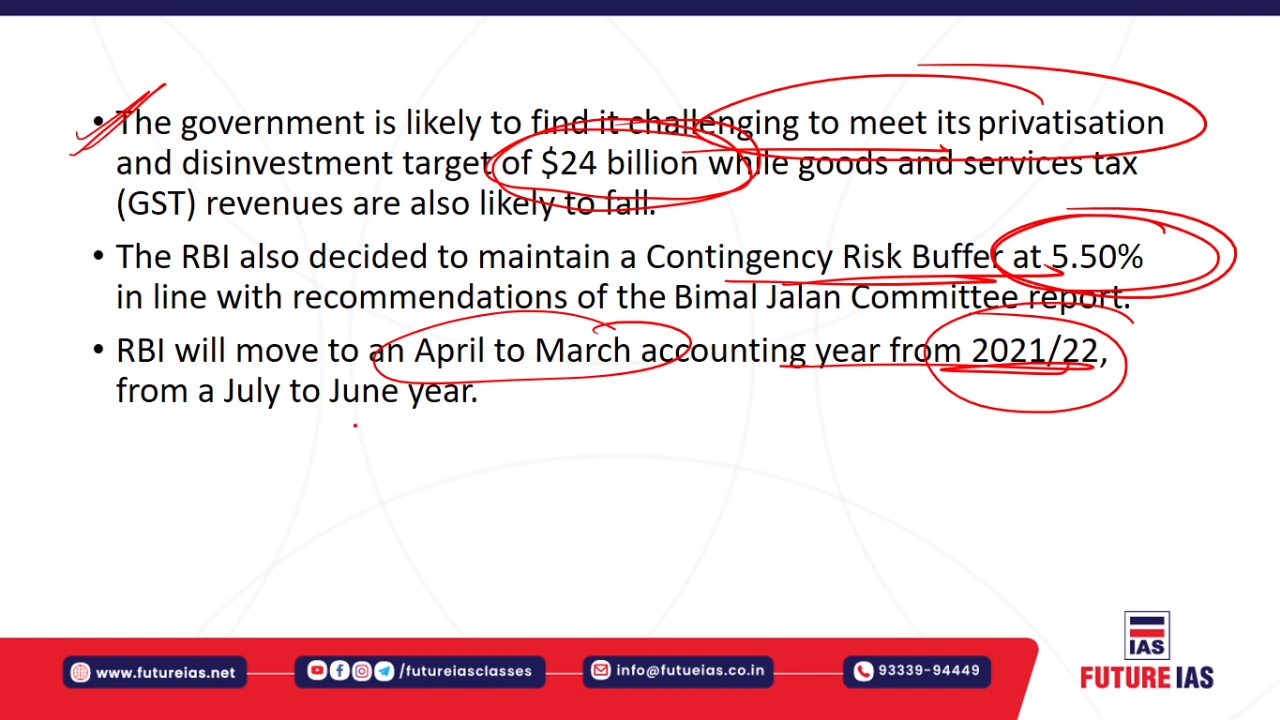 • The government is likely to find it challenging to meet its privatisation
and disinvestment target of $24 billion while goods and services tax
(GST) revenues are also likely to fall.
• The RBI also decided to maintain a Contingency Risk Buffer at 5.50%
in line with recommendations of the Bimal Jalan Committee report.
• RBI will move to an April to March accounting year from 2021/22,
from a July to June year.
IAS
FUTURE IAS
www.futureias.net
/futureiasclasses
info@futueias.co.in
93339-94449